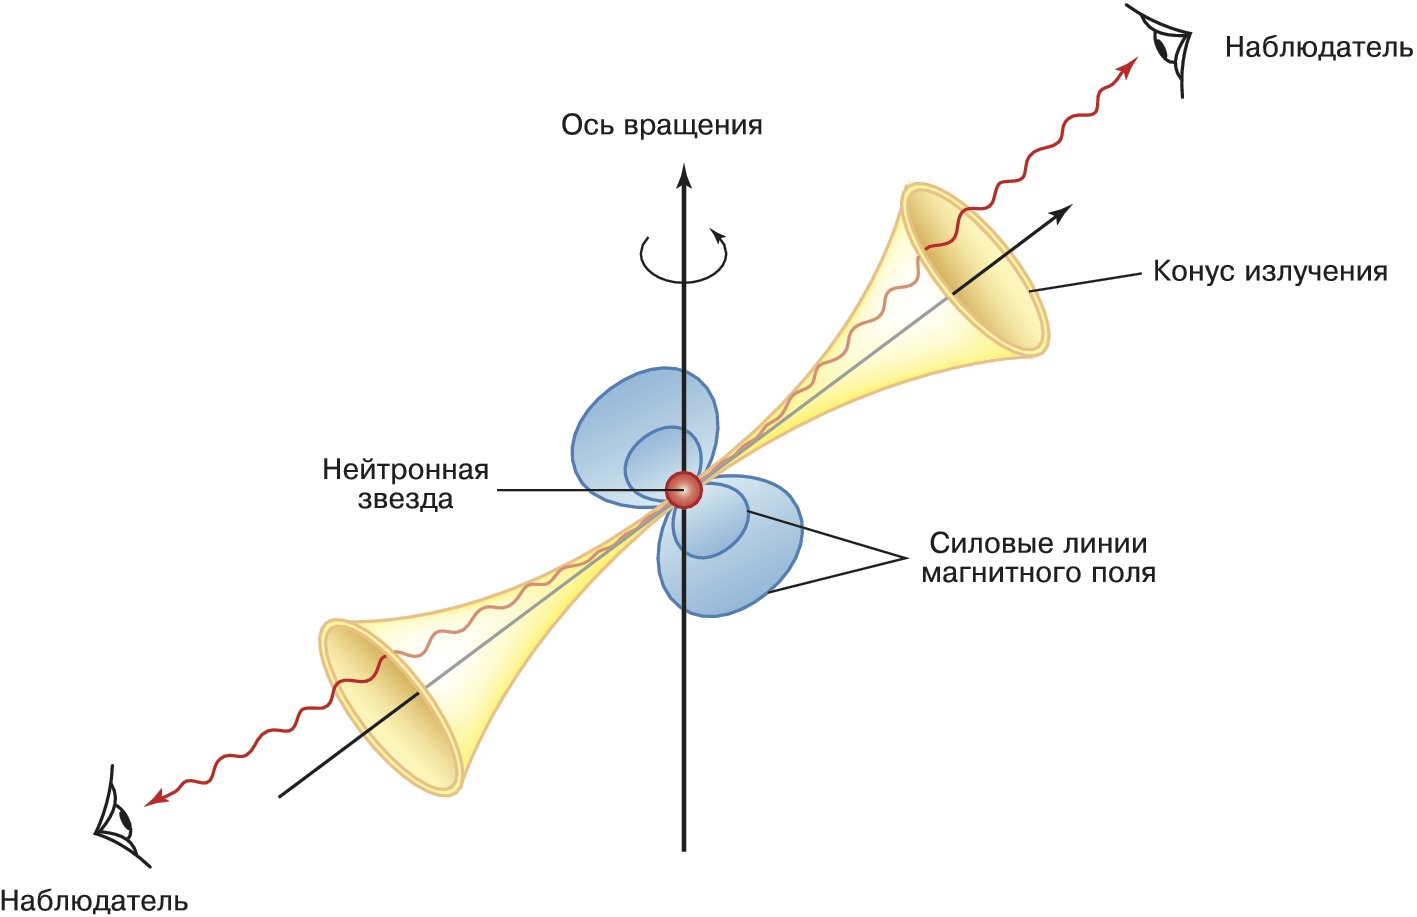 Наблюдатель
Ось вращения
Конус излучения
Нейтронная
звезда
Силовые линии
магнитного поля
Наблюдатель